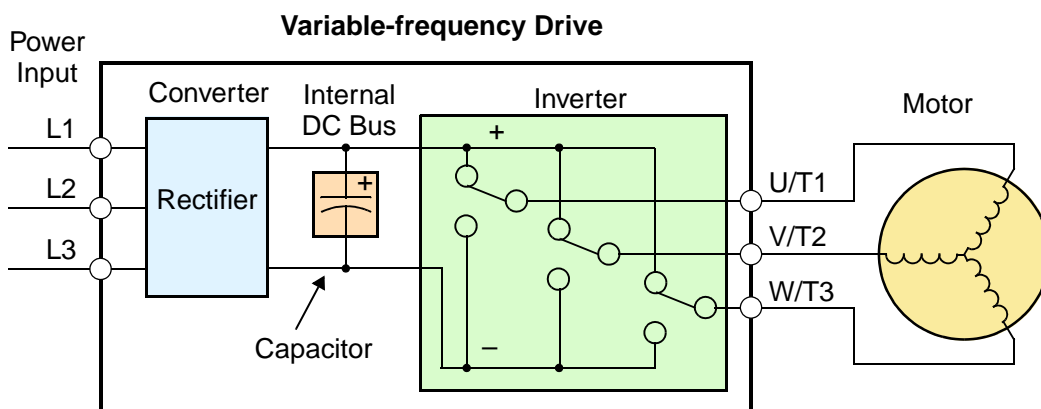 Variable-frequency Drive
Power
Input
Converter
Internal
DC Bus
Inverter
Motor
L1
L2
L3
Rectifier
+
+
–
U/T1
V/T2
W/T3
Capacitor